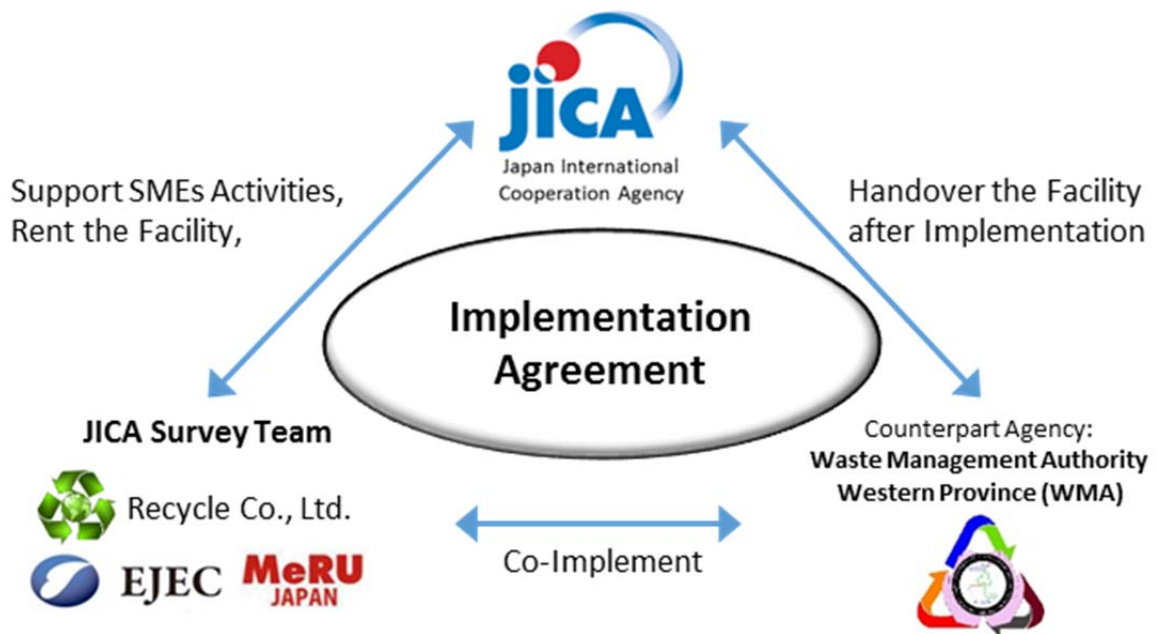 jicA
Japan International
Cooperation Agency
Support SMEs Activities,
Rent the Facility,
Handover the Facility
after Implementation
Implementation
Agreement
JICA Survey Team
Recycle Co., Ltd.
EJEC
MeRU
JAPAN
Co-Implement
Counterpart Agency:
Waste Management Authority
Western Province (WMA)